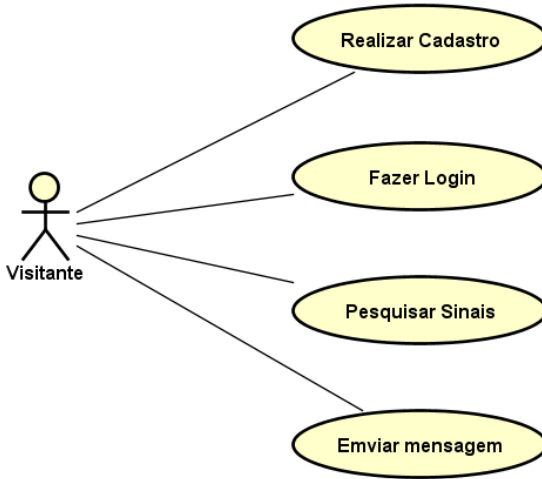 Realizar Cadastro
Fazer Login
Visitante
Pesquisar Sinais
Emviar mensagem